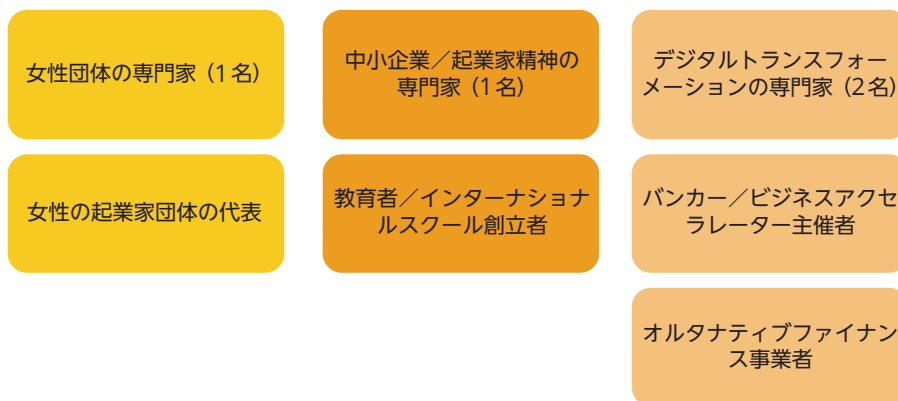 女性団体の専門家（1名）
中小企業／起業家精神の
専門家（1名）
デジタルトランスフォー
メーションの専門家（2名）
女性の起業家団体の代表
教育者／インターナショナ
ルスクール創立者
バンカー／ビジネスアクセ
ラレーター主催者
オルタナティブファイナン
ス事業者